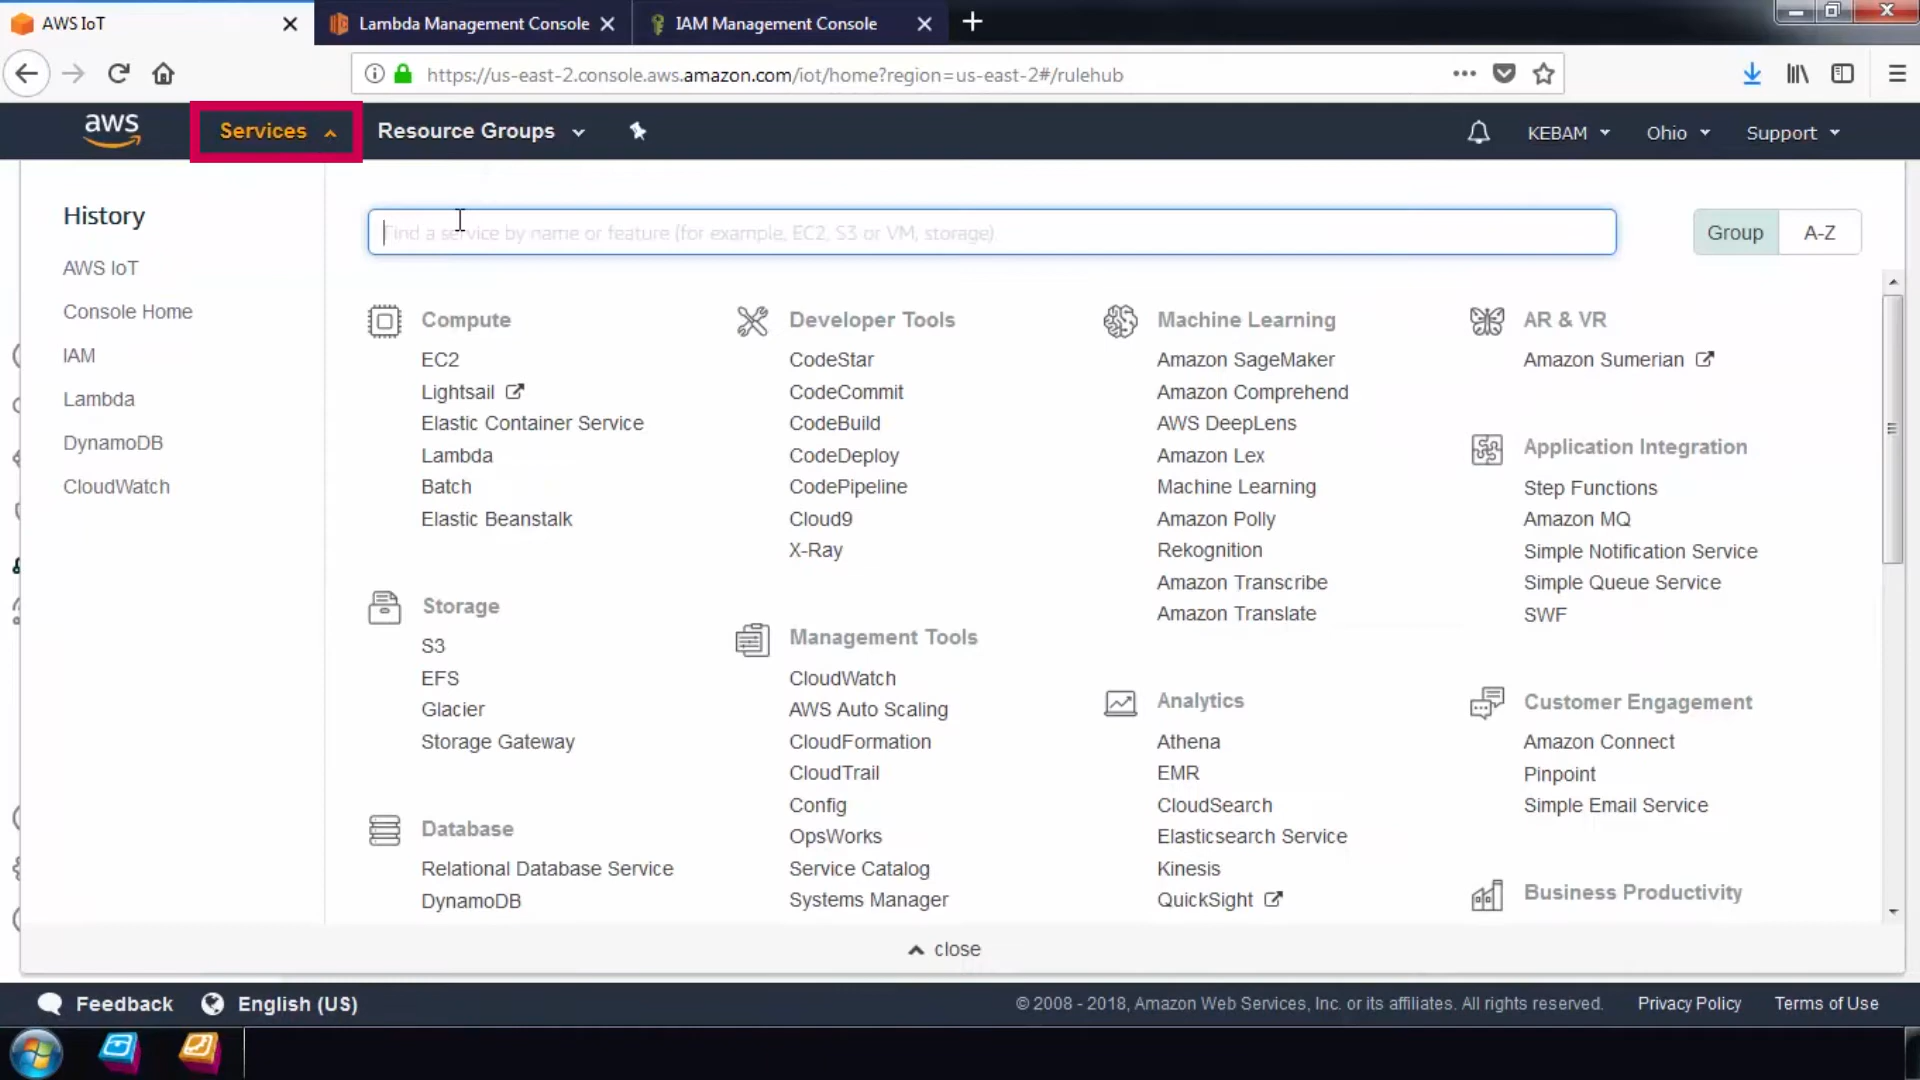 AWS IoT
Lambda Management Console
IAM Management Console
https://us-east-2.console.aws.amazon.com/iot/home?region=us-east-2#/rulehub
aws
Services
Resource Groups
KEBAM
Ohio
Support
History
AWS IoT
Console Home
IAM
Lambda
DynamoDB
CloudWatch
Find a service by name or feature (for example, EC2, S3 or VM, storage).
Group
A-Z
Compute
EC2
Lightsail
Elastic Container Service
Lambda
Batch
Elastic Beanstalk
Storage
S3
EFS
Glacier
Storage Gateway
Database
Relational Database Service
DynamoDB
Developer Tools
CodeStar
CodeCommit
CodeBuild
CodeDeploy
CodePipeline
Cloud9
X-Ray
Management Tools
CloudWatch
AWS Auto Scaling
CloudFormation
CloudTrail
Config
OpsWorks
Service Catalog
Systems Manager
Machine Learning
Amazon SageMaker
Amazon Comprehend
AWS DeepLens
Amazon Lex
Machine Learning
Amazon Polly
Rekognition
Amazon Transcribe
Amazon Translate
Analytics
Athena
EMR
CloudSearch
Elasticsearch Service
Kinesis
QuickSight
AR & VR
Amazon Sumerian
Application Integration
Step Functions
Amazon MQ
Simple Notification Service
Simple Queue Service
SWF
Customer Engagement
Amazon Connect
Pinpoint
Simple Email Service
Business Productivity
close
Feedback
English (US)
© 2008 - 2018, Amazon Web Services, Inc. or its affiliates. All rights reserved.
Privacy Policy
Terms of Use